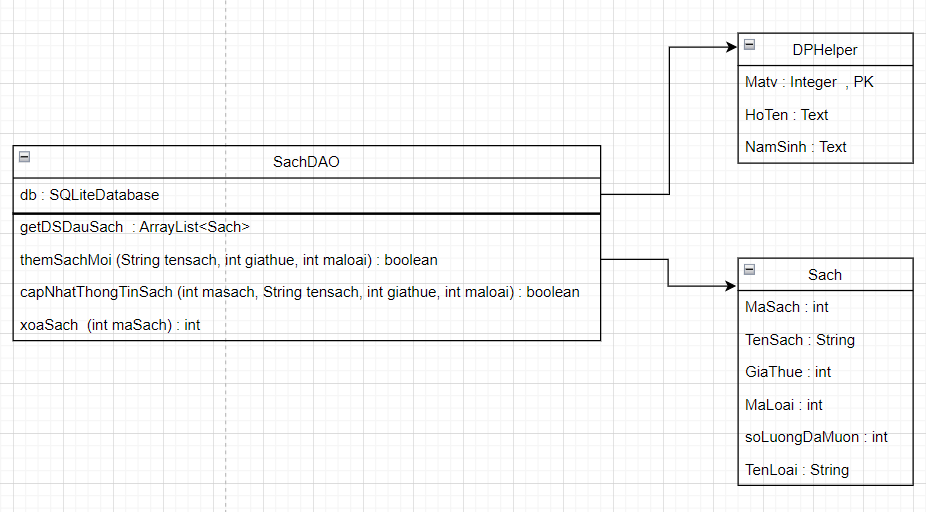 DPHelper
Matv : Integer , PK
HoTen : Text
NamSinh : Text
SachDAO
db : SQLiteDatabase
getDSDauSach : ArrayList<Sach>
themSachMoi (String tensach, int giathue, int maloai) : boolean
capNhatThongTinSach (int masach, String tensach, int giathue, int maloai) : boolean
xoaSach (int maSach) : int
Sach
MaSach : int
TenSach : String
GiaThue : int
MaLoai : int
soLuongDaMuon : int
TenLoai : String